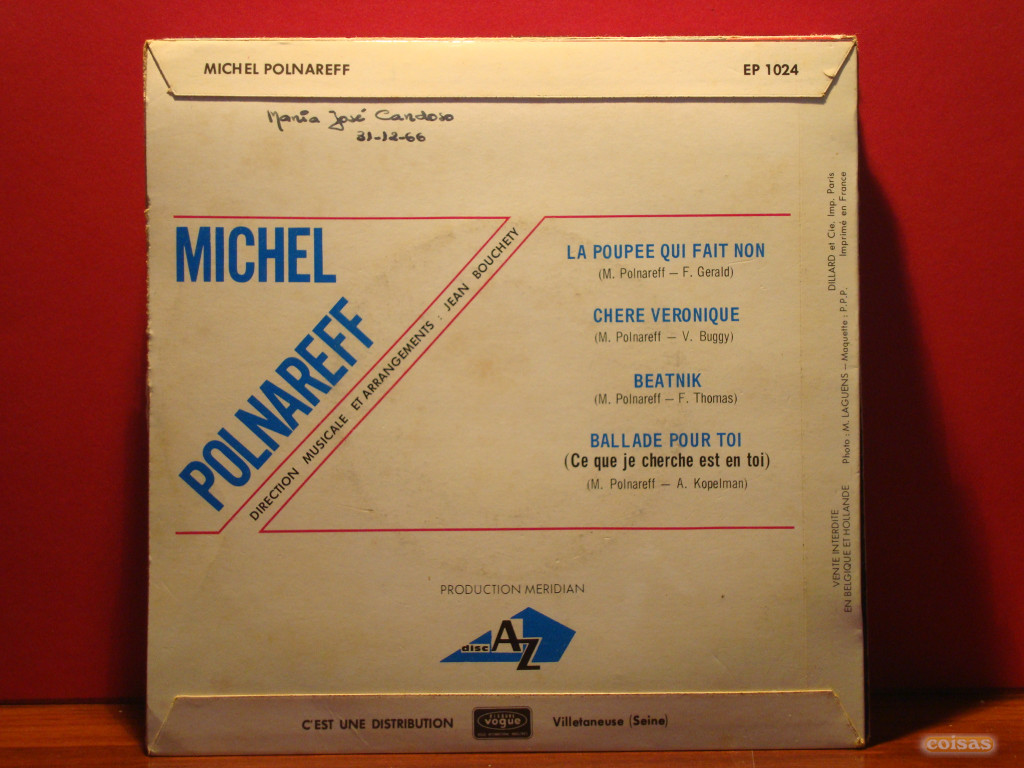 MICHEL POLNAREFF
EP 1024
Maria José Cardoso
31-12-66
MICHEL
POLNAREFF
DIRECTION MUSICALE ET ARRANGEMENTS : JEAN BOUCHETY
LA POUPEE QUI FAIT NON
(M. Polnareff — F. Gerald)
CHERE VERONIQUE
(M. Polnareff — V. Buggy)
BEATNIK
(M. Polnareff — F. Thomas)
BALLADE POUR TOI
(Ce que je cherche est en toi)
(M. Polnareff — A. Kopelman)
DILLARD et Cie, Imp. Paris
Photo : M. LAGUENS — Maquette : P.P.P. Imprimé en France
VENTE INTERDITE
EN BELGIQUE ET HOLLANDE
PRODUCTION MERIDIAN
disc AZ
C'EST UNE DISTRIBUTION
vogue
Villetaneuse (Seine)
coisas